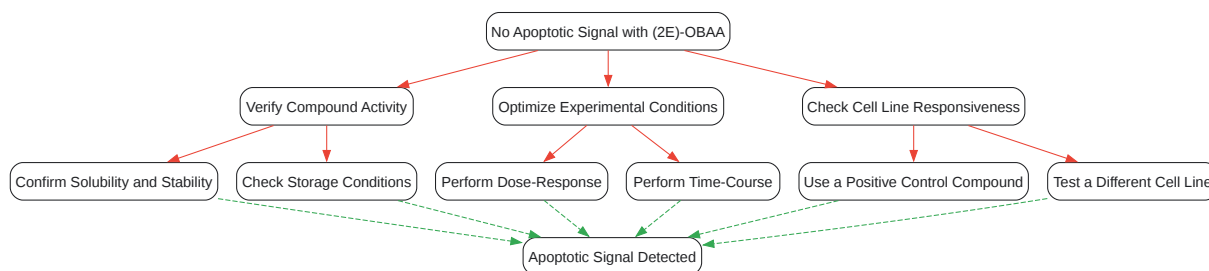 No Apoptotic Signal with (2E)-OBAA
Verify Compound Activity
Optimize Experimental Conditions
Check Cell Line Responsiveness
Confirm Solubility and Stability
Check Storage Conditions
Perform Dose-Response
Perform Time-Course
Use a Positive Control Compound
Test a Different Cell Line
Apoptotic Signal Detected